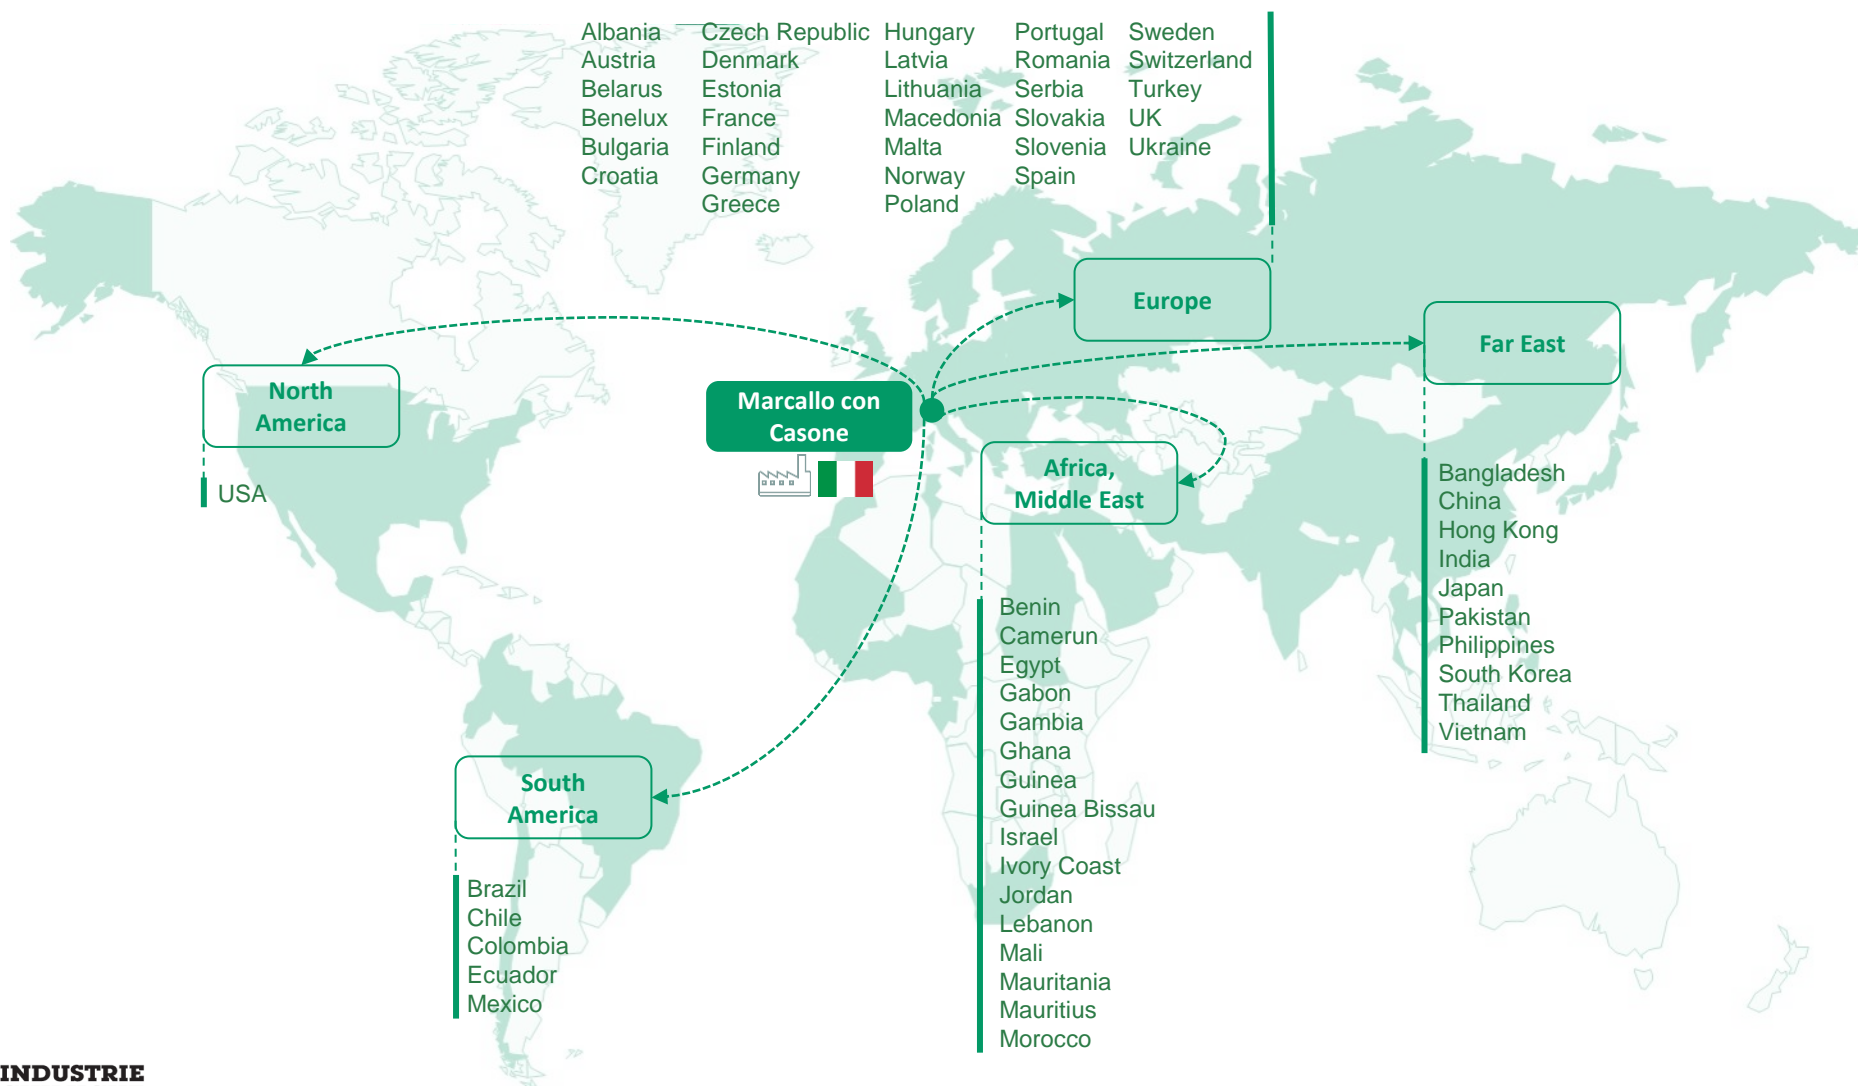 Albania
Austria
Belarus
Benelux
Bulgaria
Croatia
Czech Republic
Denmark
Estonia
France
Finland
Germany
Greece
Hungary
Latvia
Lithuania
Macedonia
Malta
Norway
Poland
Portugal
Romania
Serbia
Slovakia
Slovenia
Spain
Sweden
Switzerland
Turkey
UK
Ukraine
Europe
Far East
North
America
USA
Marcallo con
Casone
Africa,
Middle East
Bangladesh
China
Hong Kong
India
Japan
Pakistan
Philippines
South Korea
Thailand
Vietnam
Benin
Camerun
Egypt
Gabon
Gambia
Ghana
Guinea
Guinea Bissau
Israel
Ivory Coast
Jordan
Lebanon
Mali
Mauritania
Mauritius
Morocco
South
America
Brazil
Chile
Colombia
Ecuador
Mexico
INDUSTRIE